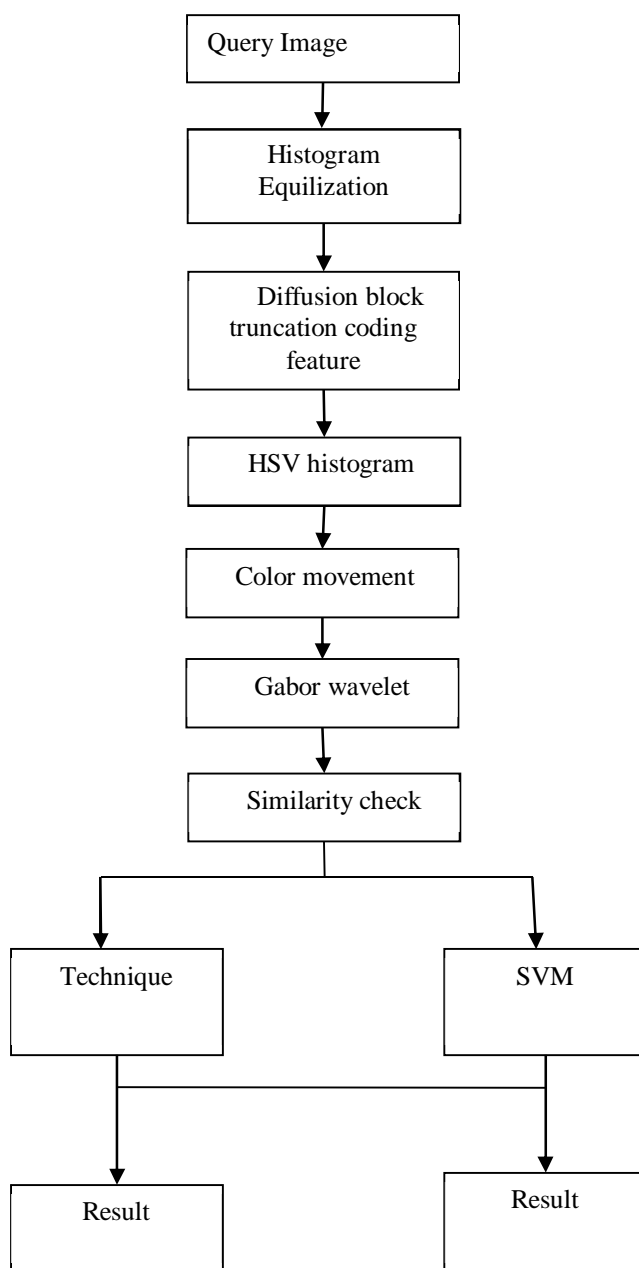 Query Image
Histogram
Equilization
Diffusion block
truncation coding
feature
HSV histogram
Color movement
Gabor wavelet
Similarity check
Technique
SVM
Result
Result